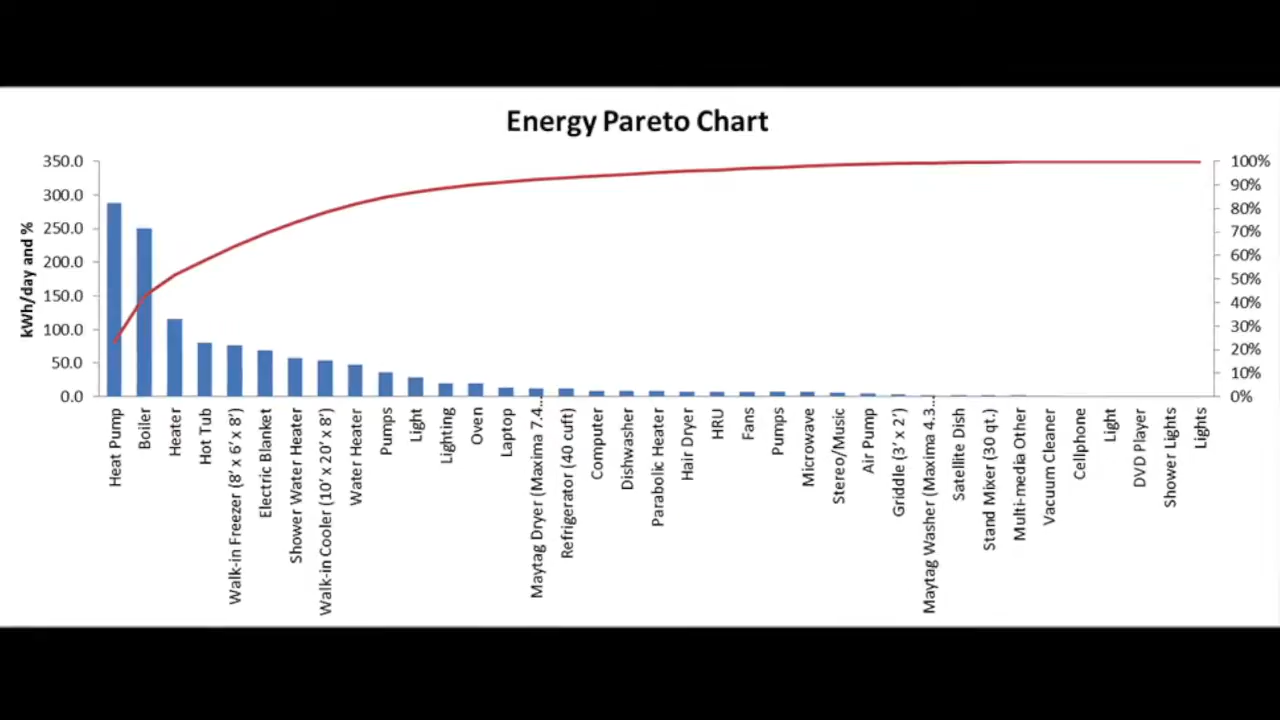 Energy Pareto Chart
kWh/day and %
350.0
300.0
250.0
200.0
150.0
100.0
50.0
0.0
100%
90%
80%
70%
60%
50%
40%
30%
20%
10%
0%
Heat Pump
Boiler
Heater
Hot Tub
Walk-in Freezer (8' x 6' x 8')
Electric Blanket
Shower Water Heater
Walk-in Cooler (10' x 20' x 8')
Water Heater
Pumps
Light
Lighting
Oven
Laptop
Maytag Dryer (Maxima 7.4...
Refrigerator (40 cuft)
Computer
Dishwasher
Parabolic Heater
Hair Dryer
HRU
Fans
Pumps
Microwave
Stereo/Music
Air Pump
Griddle (3' x 2')
Maytag Washer (Maxima 4.3...
Satellite Dish
Stand Mixer (30 qt.)
Multi-media Other
Vacuum Cleaner
Cellphone
Light
DVD Player
Shower Lights
Lights